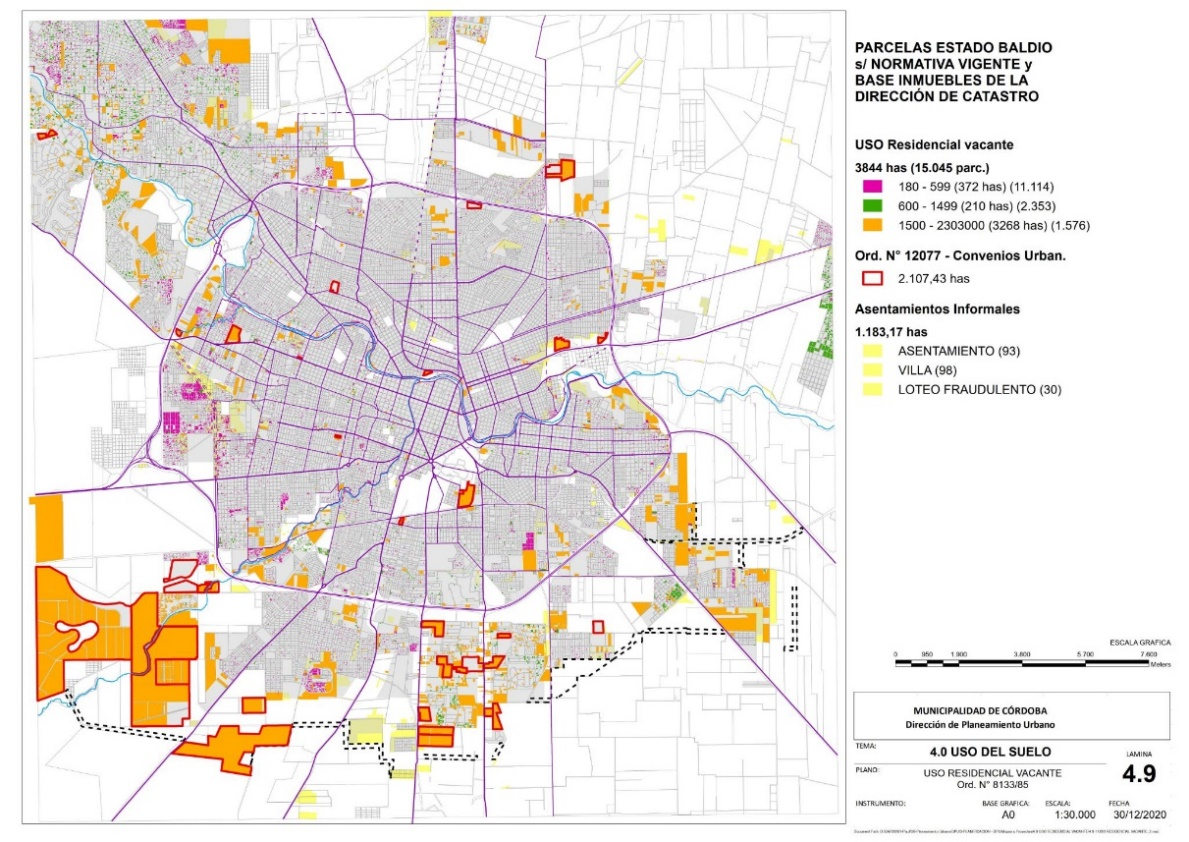 PARCELAS ESTADO BALDIO
s/ NORMATIVA VIGENTE y
BASE INMUEBLES DE LA
DIRECCIÓN DE CATASTRO
USO Residencial vacante
3844 has (15.045 parc.)
180 - 599 (372 has) (11.114)
600 - 1499 (210 has) (2.353)
1500 - 2303000 (3268 has) (1.576)
Ord. N° 12077 - Convenios Urban.
2.107,43 has
Asentamientos Informales
1.183,17 has
ASENTAMIENTO (93)
VILLA (98)
LOTEO FRAUDULENTO (30)
ESCALA GRAFICA
0 950 1.900 3.800 5.700 7.600
Meters
MUNICIPALIDAD DE CÓRDOBA
Dirección de Planeamiento Urbano
TEMA:
4.0 USO DEL SUELO
LAMINA
4.9
PLANO:
USO RESIDENCIAL VACANTE
Ord. N° 8133/85
INSTRUMENTO:
BASE GRAFICA: ESCALA: FECHA
A0 1:30.000 30/12/2020